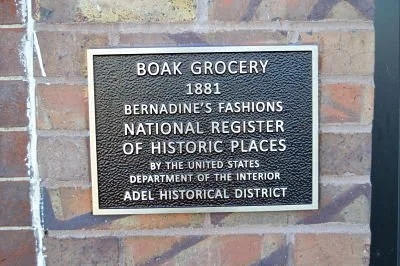 BOAK GROCERY
1881
BERNADINE'S FASHIONS
NATIONAL REGISTER
OF HISTORIC PLACES
BY THE UNITED STATES
DEPARTMENT OF THE INTERIOR
ADEL HISTORICAL DISTRICT